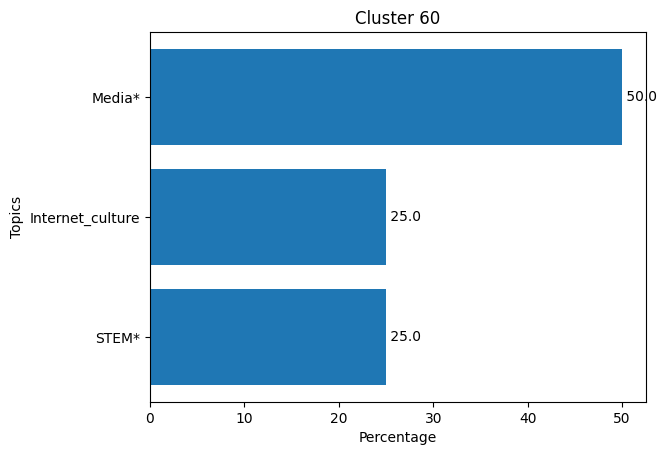 Cluster 60
Topics
Media*
50.0
Internet_culture
25.0
STEM*
25.0
0 10 20 30 40 50
Percentage